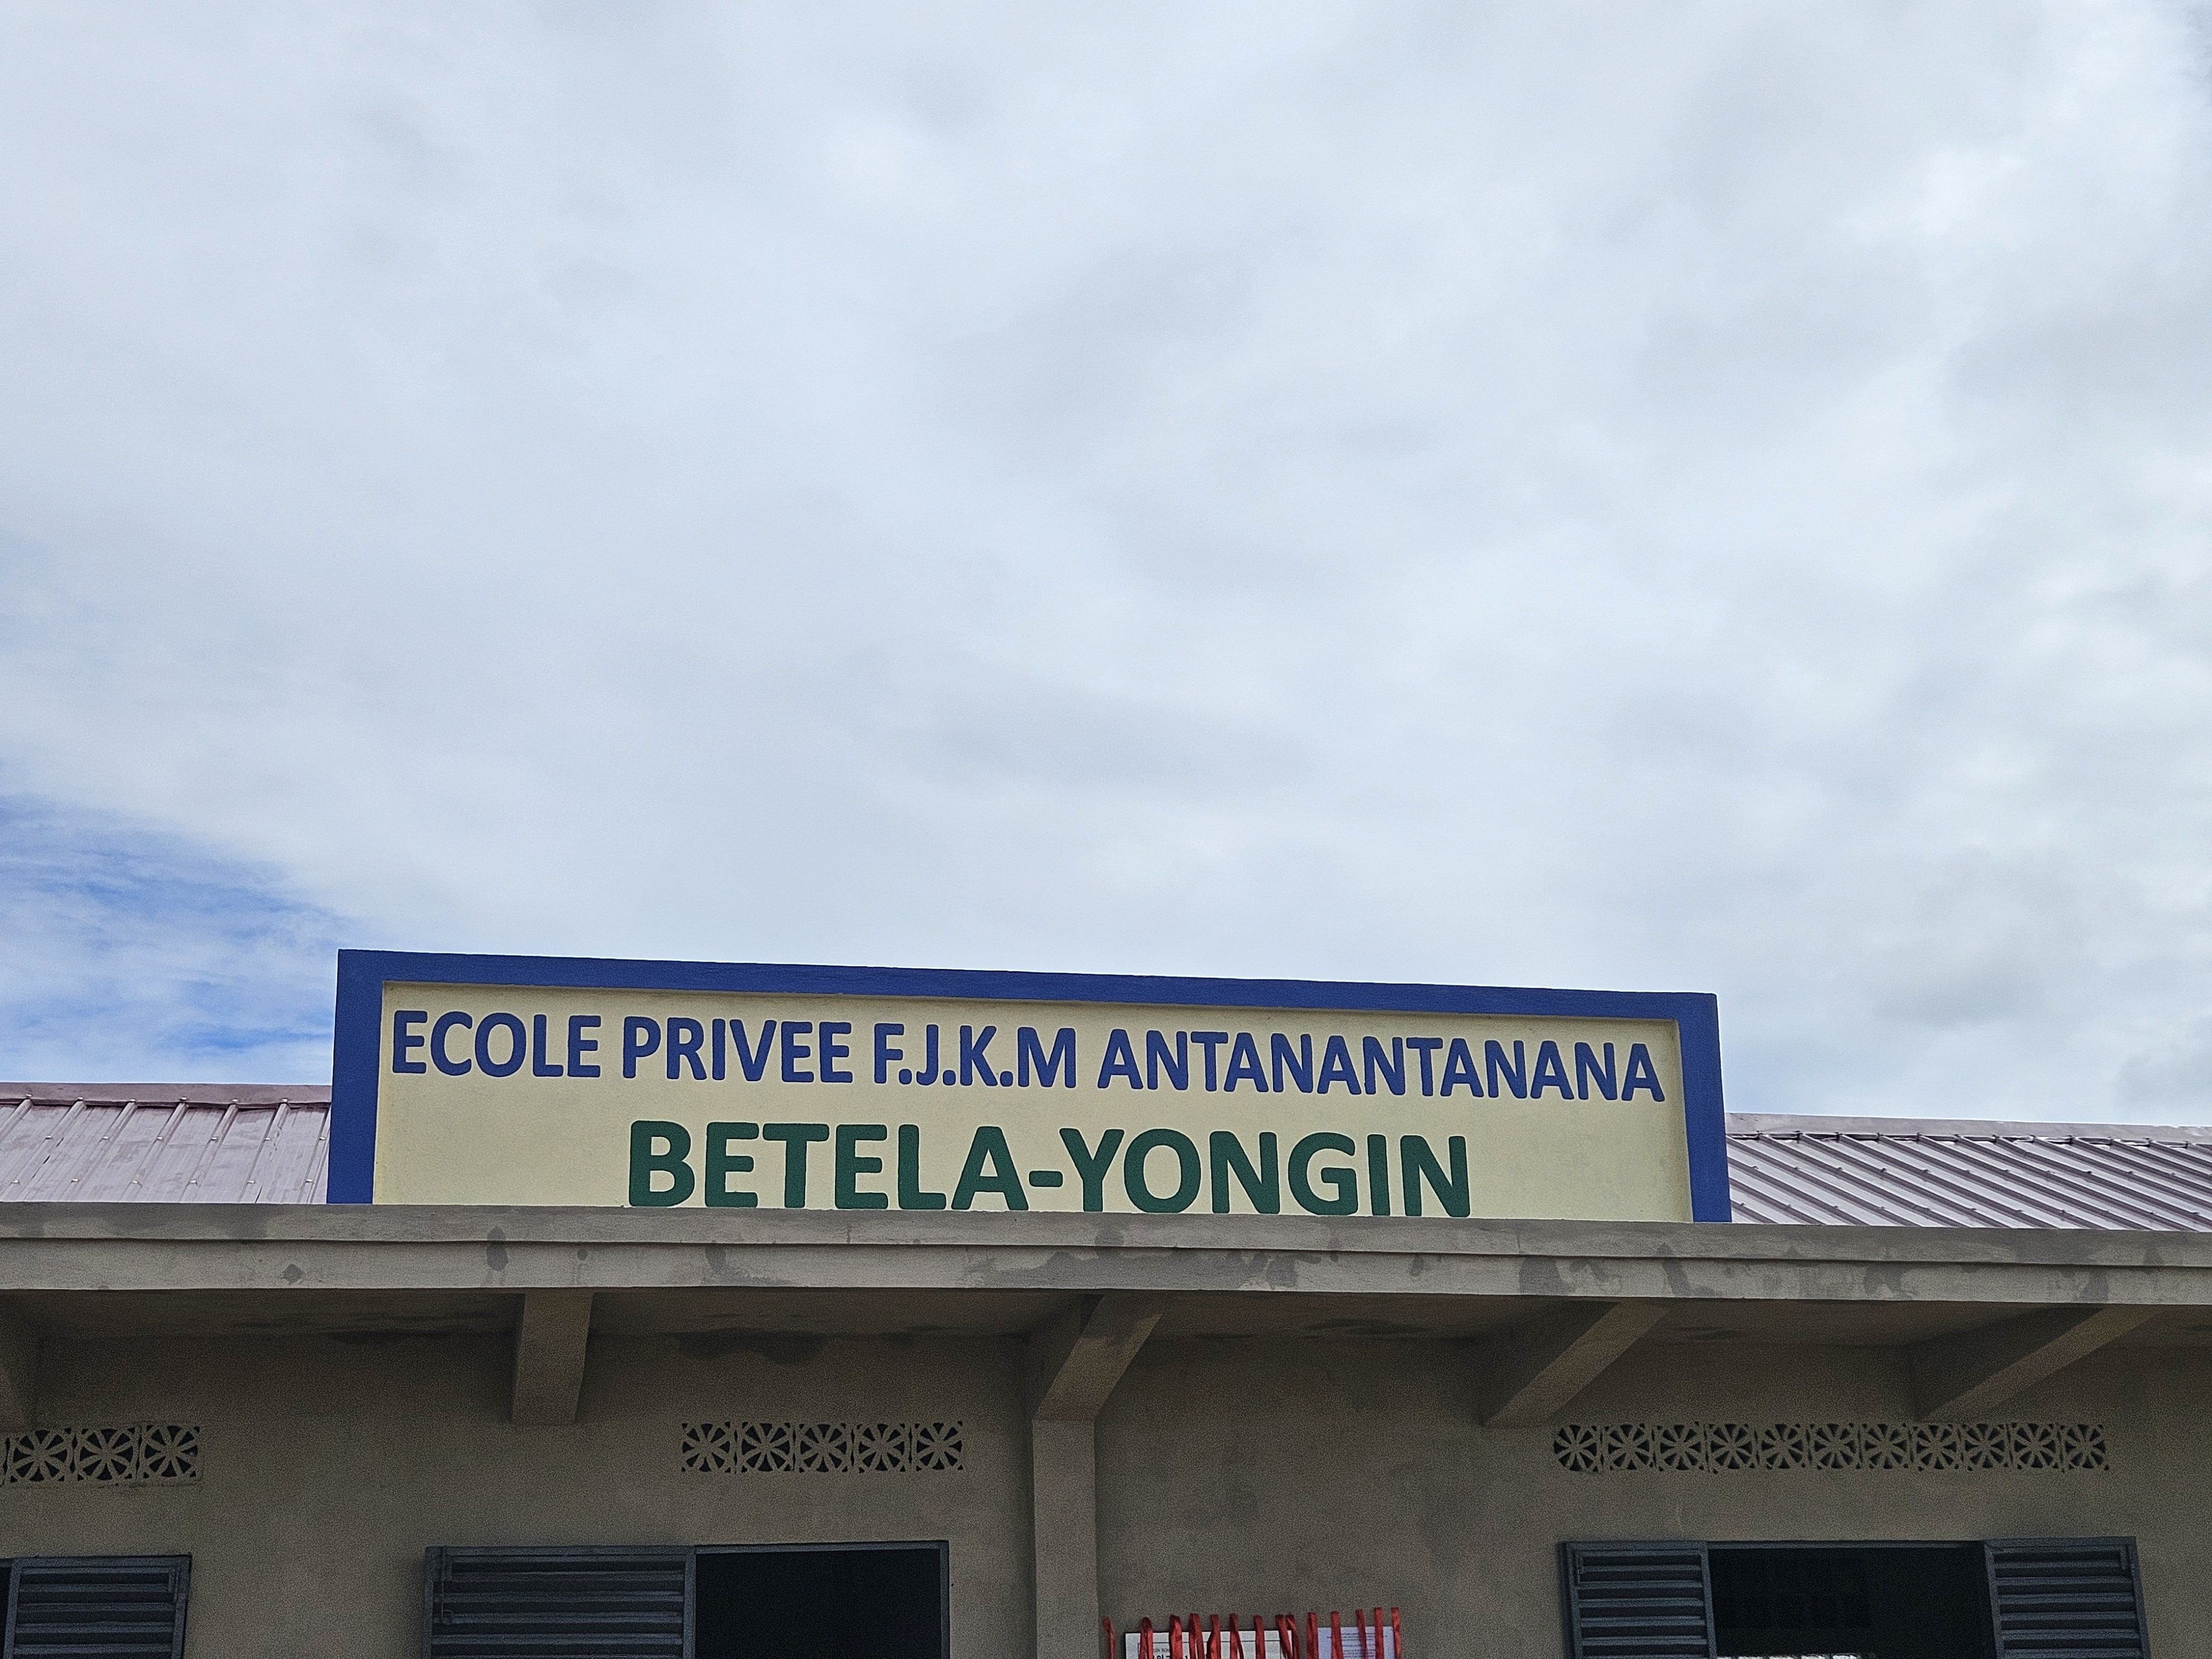 ECOLE PRIVEE F.J.K.M ANTANANTANANA
BETELA-YONGIN